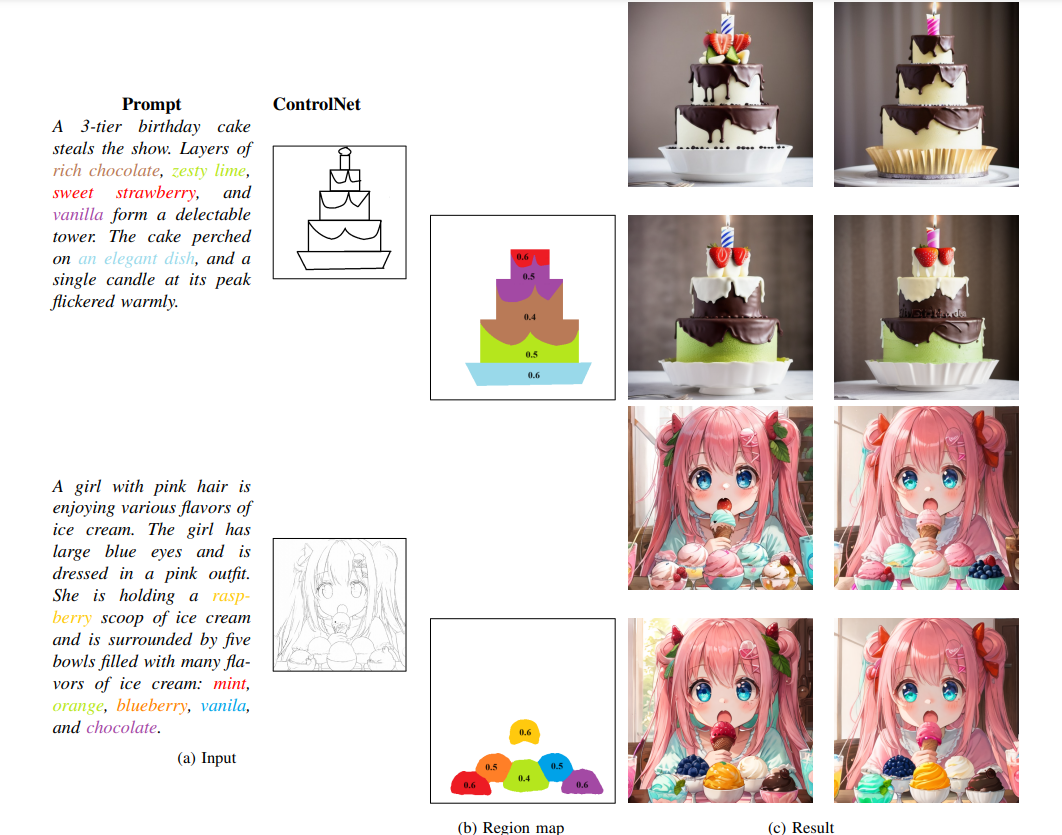 Prompt
A 3-tier birthday cake
steals the show. Layers of
rich chocolate, zesty lime,
sweet strawberry, and
vanilla form a delectable
tower. The cake perched
on an elegant dish, and a
single candle at its peak
flickered warmly.
ControlNet
0.6
0.5
0.4
0.5
0.6
A girl with pink hair is
enjoying various flavors of
ice cream. The girl has
large blue eyes and is
dressed in a pink outfit.
She is holding a rasp-
berry scoop of ice cream
and is surrounded by five
bowls filled with many fla-
vors of ice cream: mint,
orange, blueberry, vanila,
and chocolate.
0.6
0.5
0.5
0.6
0.4
0.6
(a) Input
(b) Region map
(c) Result